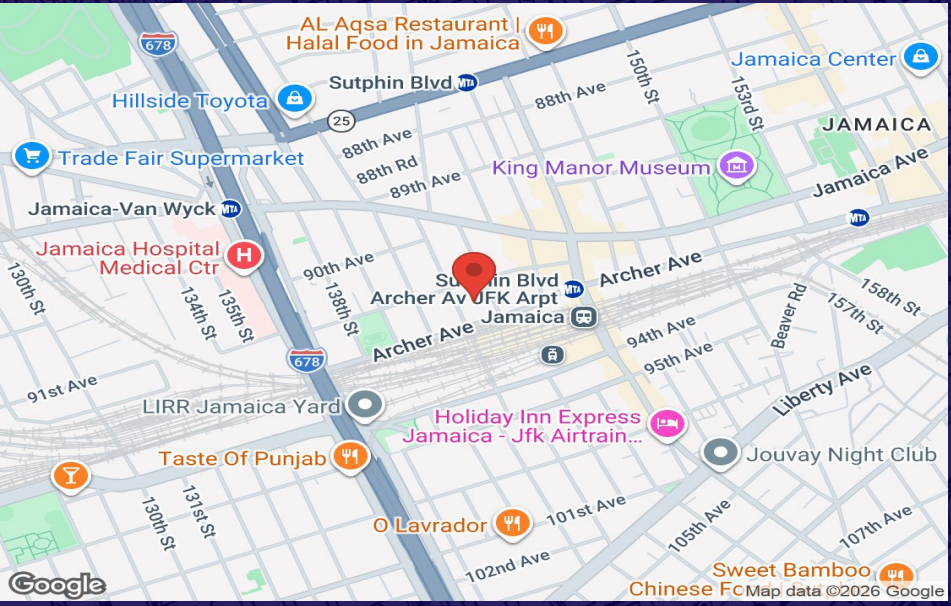 AL Aqsa Restaurant |
Halal Food in Jamaica
678
150th St
Jamaica Center
Sutphin Blvd
MTA
88th Ave
153rd St
Hillside Toyota
25
JAMAICA
88th Ave
Trade Fair Supermarket
88th Rd
King Manor Museum
Jamaica Ave
89th Ave
Jamaica-Van Wyck
MTA
MTA
Jamaica Hospital
Medical Ctr
H
90th Ave
Archer Ave
Sutphin Blvd
Archer Av JFK Arpt
MTA
Jamaica
130th St
134th St
135th St
138th St
Archer Ave
94th Ave
95th Ave
Beaver Rd
158th St
157th St
678
91st Ave
LIRR Jamaica Yard
Liberty Ave
Holiday Inn Express
Jamaica - Jfk Airtrain...
Taste Of Punjab
Jouvay Night Club
130th St
131st St
O Lavrador
101st Ave
105th Ave
107th Ave
102nd Ave
Sweet Bamboo
Chinese Food |
Google
Map data ©2026 Google